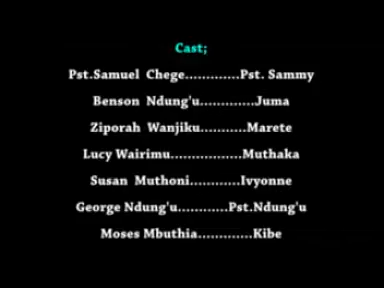 Cast;
Pst.Samuel Chege.............Pst. Sammy
Benson Ndung'u.............Juma
Ziporah Wanjiku...........Marete
Lucy Wairimu.................Muthaka
Susan Muthoni............Ivyonne
George Ndung'u............Pst.Ndung'u
Moses Mbuthia.............Kibe